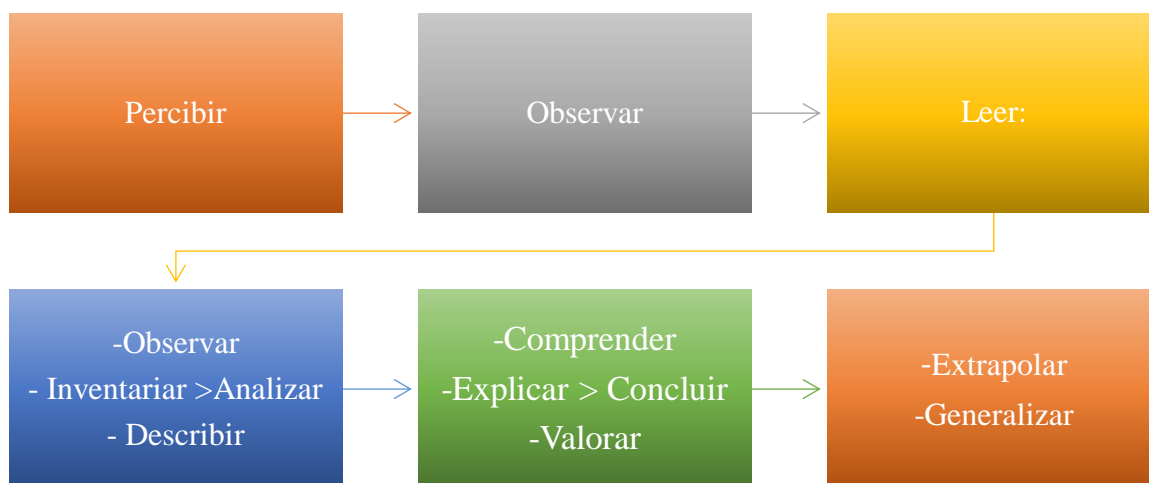 Percibir
Observar
Leer:
-Observar
- Inventariar >Analizar
- Describir
-Comprender
-Explicar > Concluir
-Valorar
-Extrapolar
-Generalizar